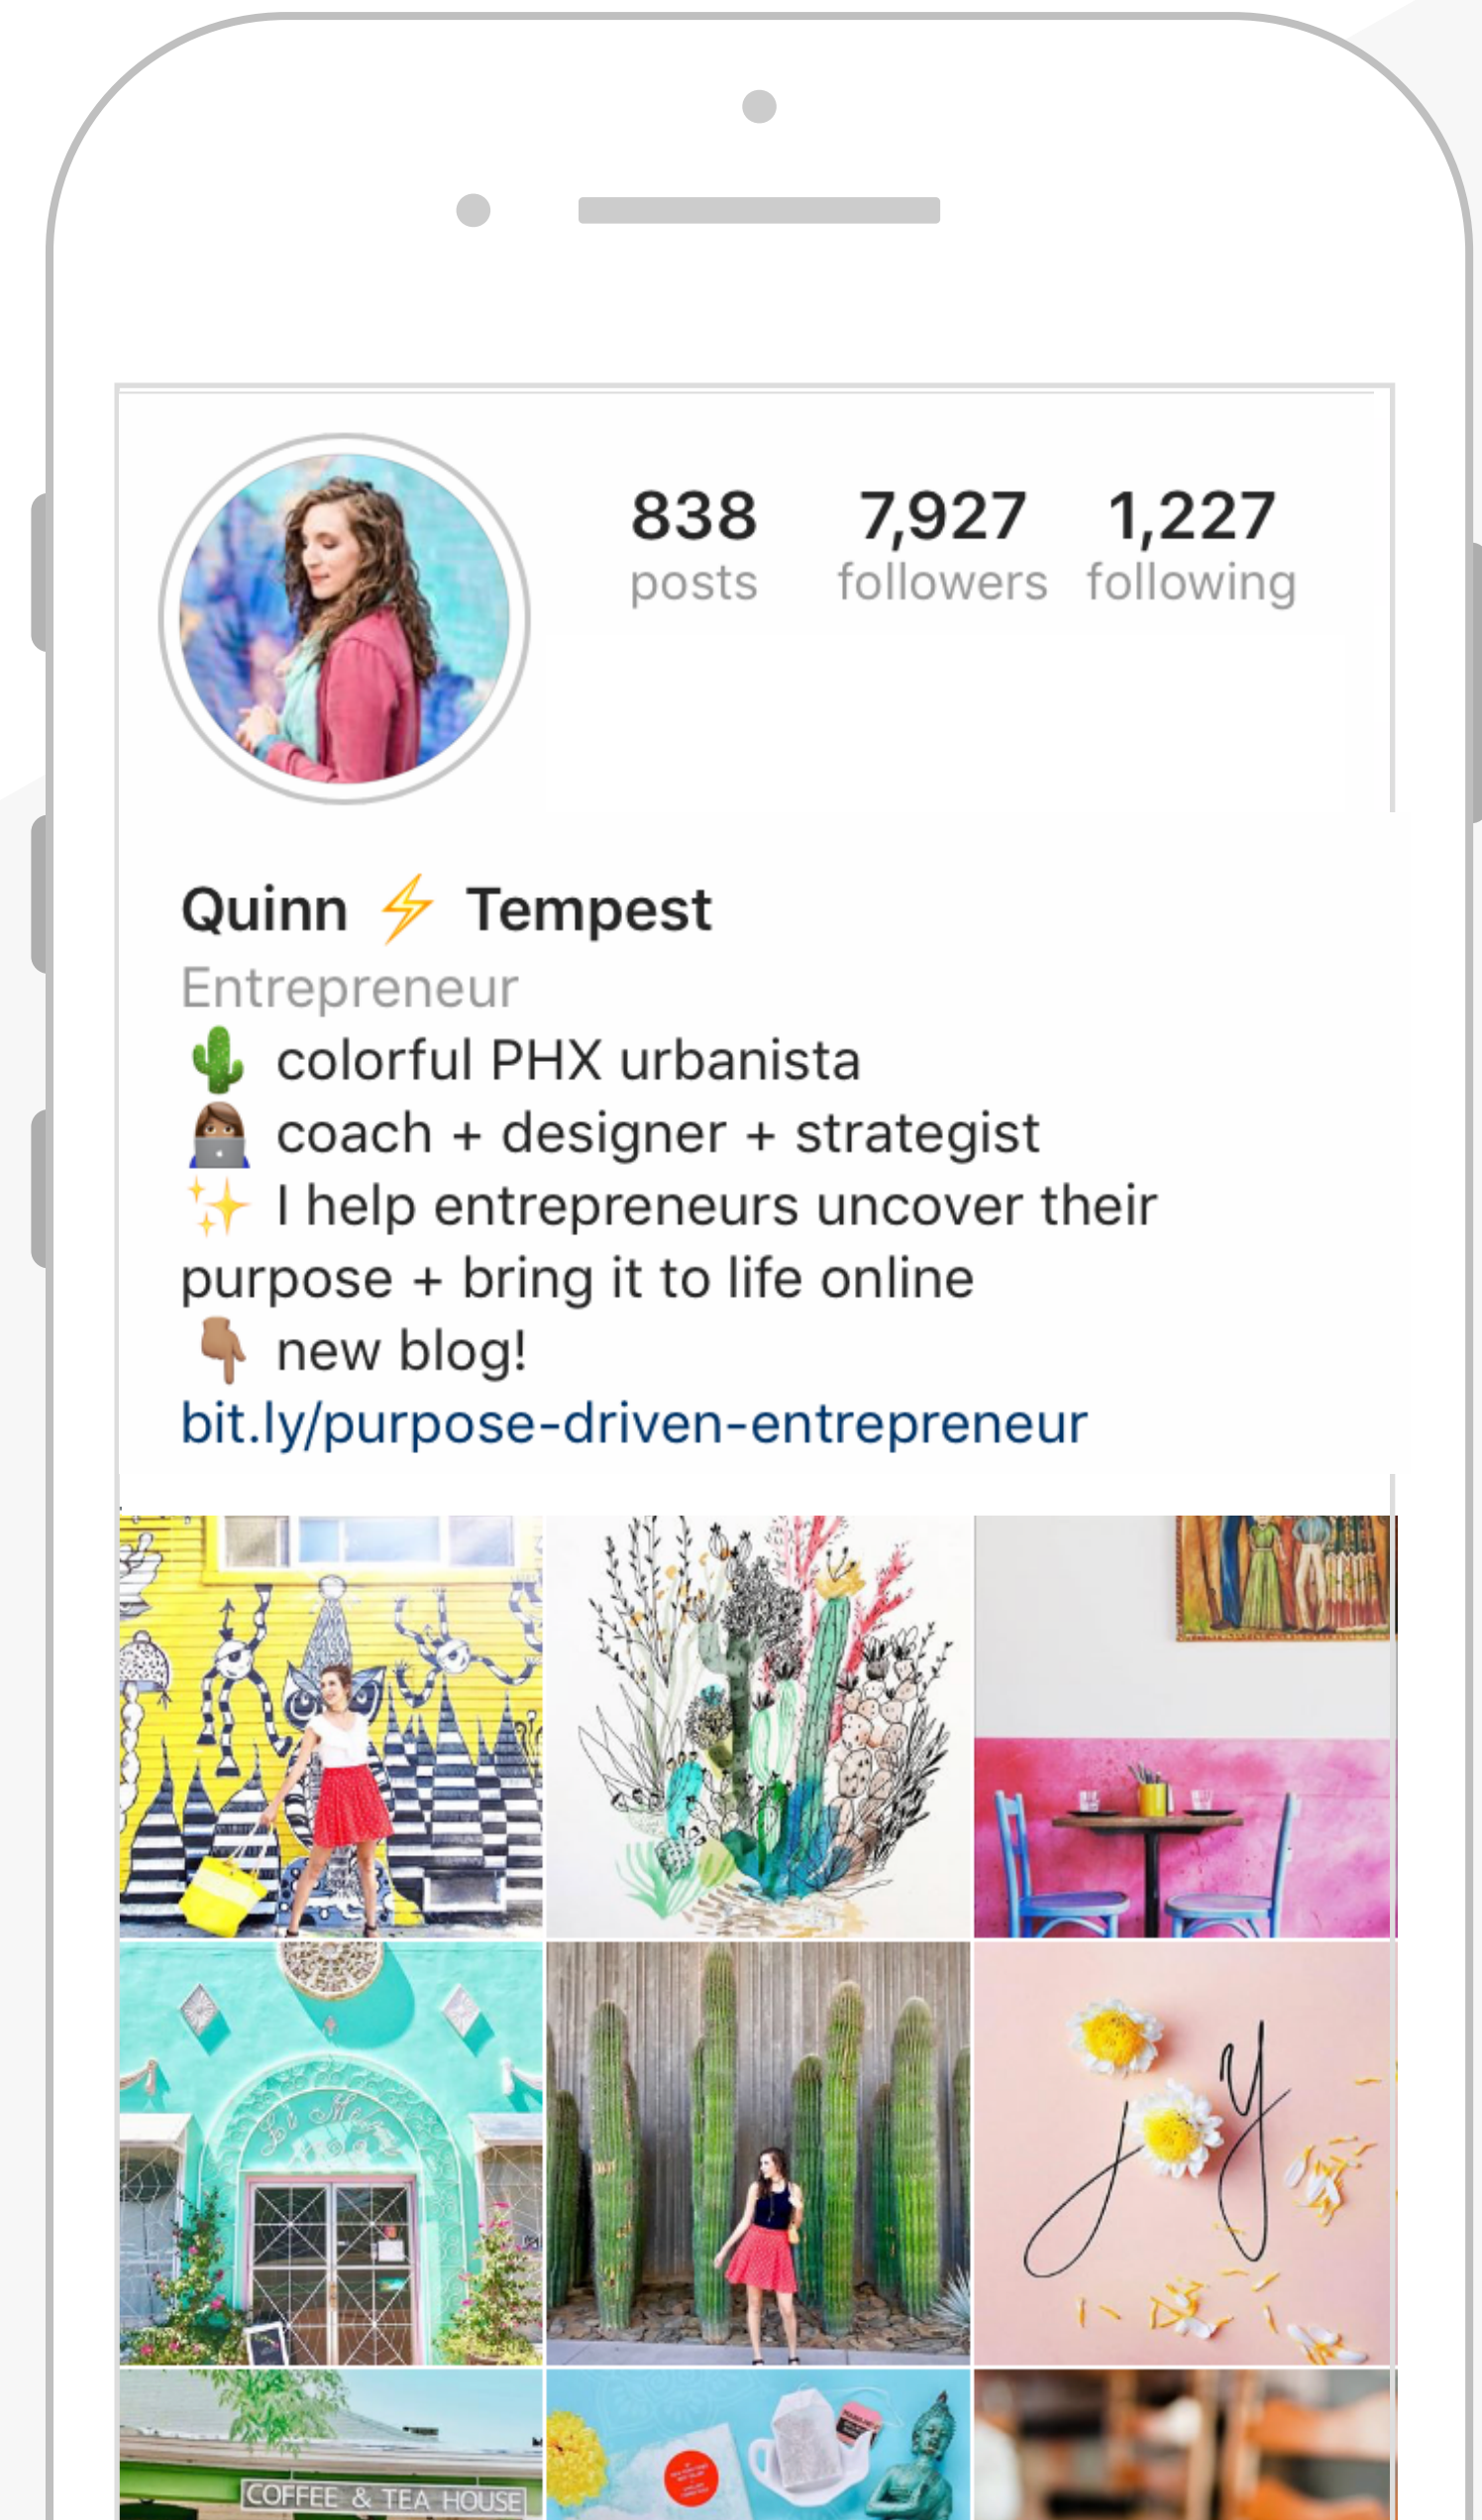 838 7,927 1,227
posts followers following
Quinn ⚡ Tempest
Entrepreneur
🌵 colorful PHX urbanista
👩🏽‍💻 coach + designer + strategist
✨ I help entrepreneurs uncover their
purpose + bring it to life online
👇🏽 new blog!
bit.ly/purpose-driven-entrepreneur
joy
COFFEE & TEA HOUSE